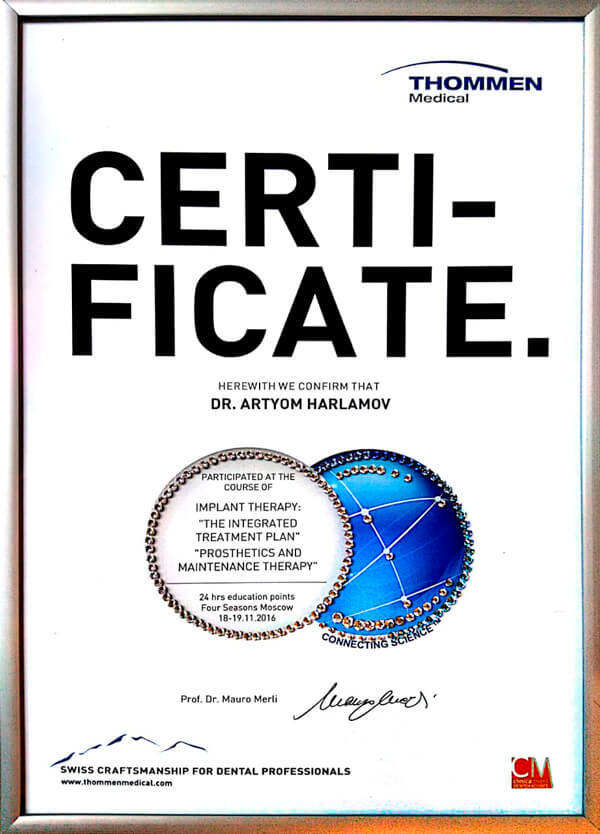 THOMMEN
Medical
CERTI-
FICATE.
HEREWITH WE CONFIRM THAT
DR. ARTYOM HARLAMOV
PARTICIPATED AT THE
COURSE OF
IMPLANT THERAPY:
"THE INTEGRATED
TREATMENT PLAN"
"PROSTHETICS AND
MAINTENANCE THERAPY"
24 hrs education points
Four Seasons Moscow
18-19.11.2016
CONNECTING SCIENCE
Prof. Dr. Mauro Merli
SWISS CRAFTSMANSHIP FOR DENTAL PROFESSIONALS
www.thommenmedical.com
CM